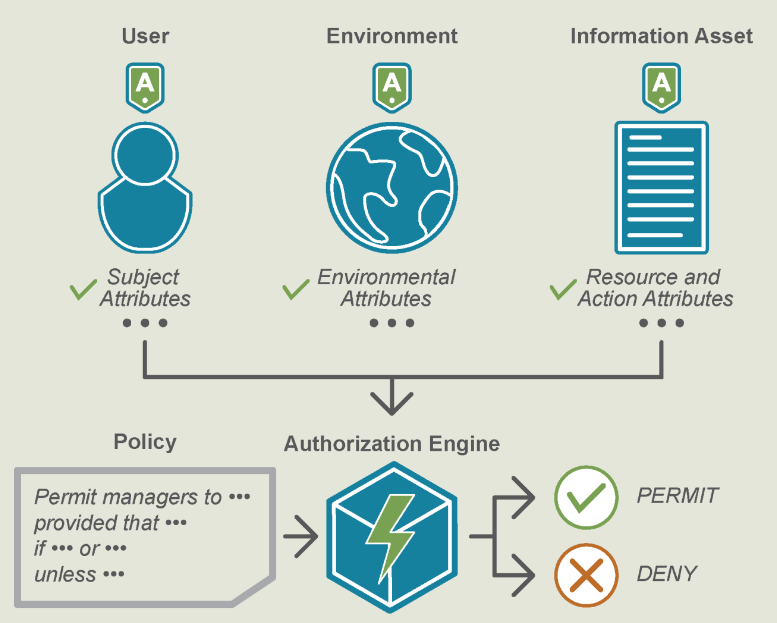 User
Environment
Information Asset
A
A
A
Subject
Attributes
•••
Environmental
Attributes
•••
Resource and
Action Attributes
•••
Policy
Authorization Engine
Permit managers to •••
provided that •••
if ••• or •••
unless •••
PERMIT
DENY